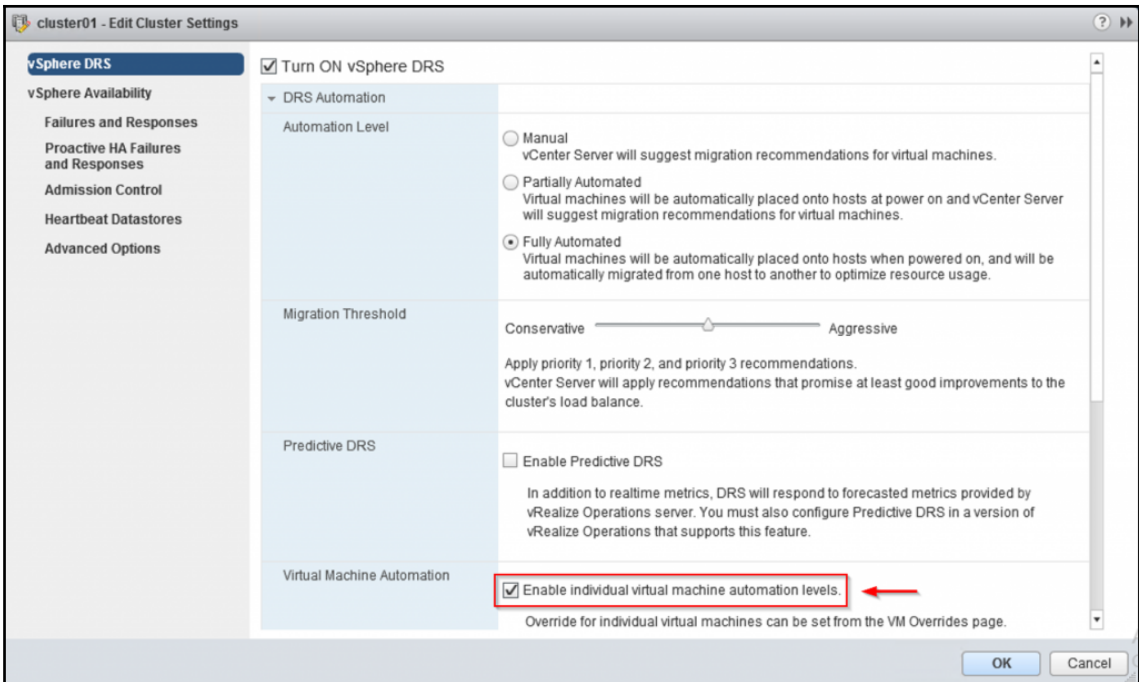 cluster01 - Edit Cluster Settings
?
vSphere DRS
vSphere Availability
Failures and Responses
Proactive HA Failures
and Responses
Admission Control
Heartbeat Datastores
Advanced Options
Turn ON vSphere DRS
DRS Automation
Automation Level
Manual
vCenter Server will suggest migration recommendations for virtual machines.
Partially Automated
Virtual machines will be automatically placed onto hosts at power on and vCenter Server
will suggest migration recommendations for virtual machines.
Fully Automated
Virtual machines will be automatically placed onto hosts when powered on, and will be
automatically migrated from one host to another to optimize resource usage.
Migration Threshold
Conservative Aggressive
Apply priority 1, priority 2, and priority 3 recommendations.
vCenter Server will apply recommendations that promise at least good improvements to the
cluster's load balance.
Predictive DRS
Enable Predictive DRS
In addition to realtime metrics, DRS will respond to forecasted metrics provided by
vRealize Operations server. You must also configure Predictive DRS in a version of
vRealize Operations that supports this feature.
Virtual Machine Automation
Enable individual virtual machine automation levels.
Override for individual virtual machines can be set from the VM Overrides page.
OK Cancel